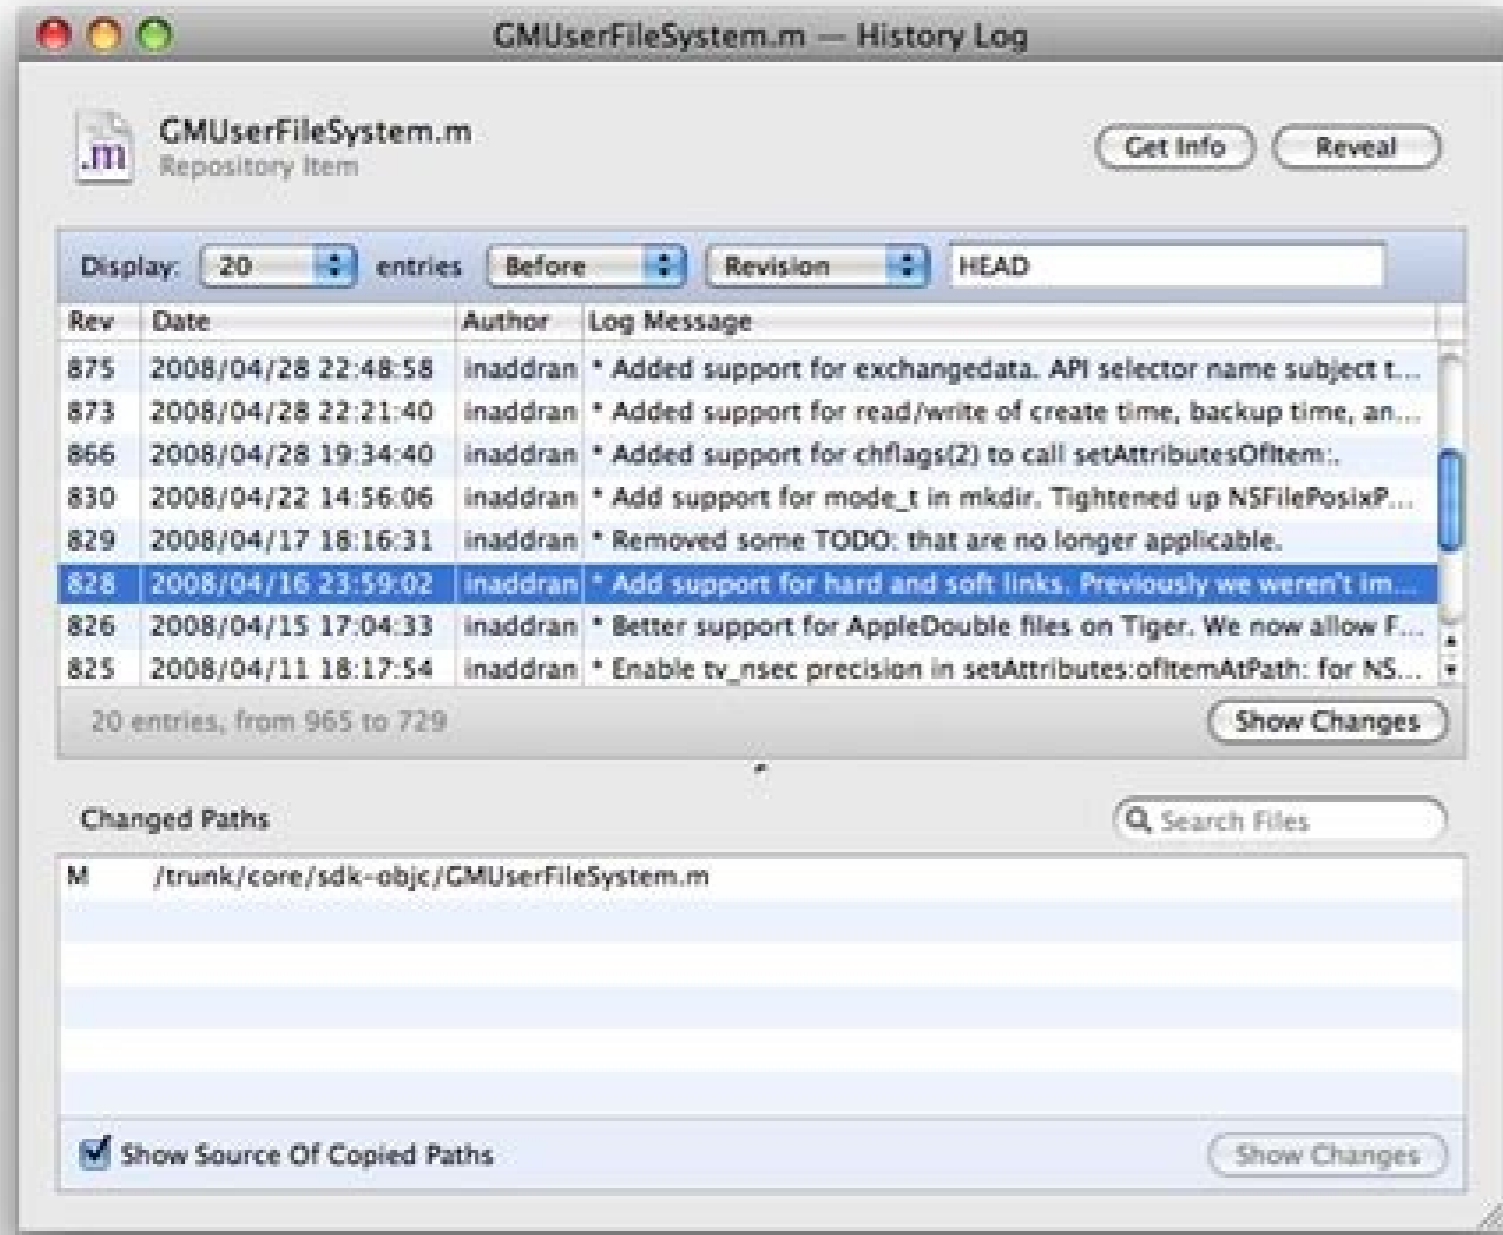 GMUserFileSystem.m — History Log
.m
GMUserFileSystem.m
Repository Item
Get Info
Reveal
Display: 20 entries Before Revision HEAD
Rev Date Author Log Message
875 2008/04/28 22:48:58 inaddran * Added support for exchangedata. API selector name subject t...
873 2008/04/28 22:21:40 inaddran * Added support for read/write of create time, backup time, an...
866 2008/04/28 19:34:40 inaddran * Added support for chflags(2) to call setAttributesOfItem:.
830 2008/04/22 14:56:06 inaddran * Add support for mode_t in mkdir. Tightened up NSFilePosixP...
829 2008/04/17 18:16:31 inaddran * Removed some TODO: that are no longer applicable.
828 2008/04/16 23:59:02 inaddran * Add support for hard and soft links. Previously we weren't im...
826 2008/04/15 17:04:33 inaddran * Better support for AppleDouble files on Tiger. We now allow F...
825 2008/04/11 18:17:54 inaddran * Enable tv_nsec precision in setAttributes:ofItemAtPath: for NS...
20 entries, from 965 to 729
Show Changes
Changed Paths
Search Files
M /trunk/core/sdk-objc/GMUserFileSystem.m
Show Source Of Copied Paths
Show Changes